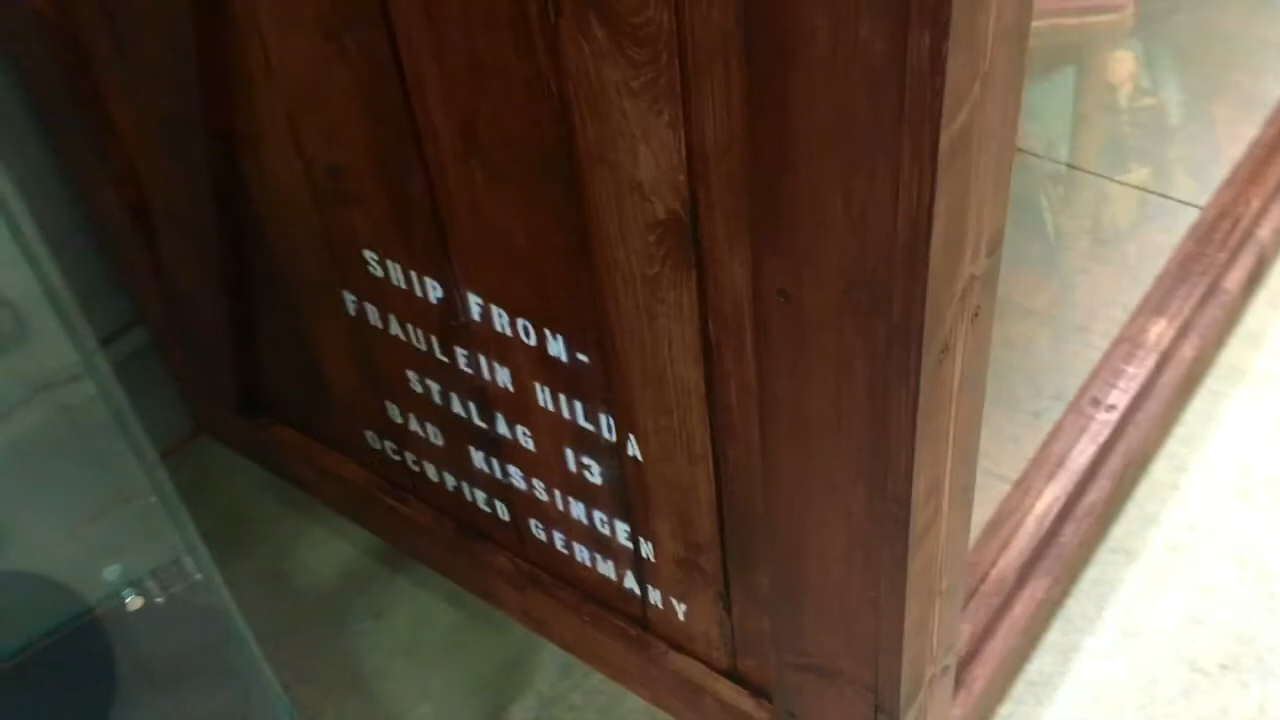 SHIP FROM-
FRAULEIN HILDA
STALAG 13
BAD KISSINGEN
OCCUPIED GERMANY